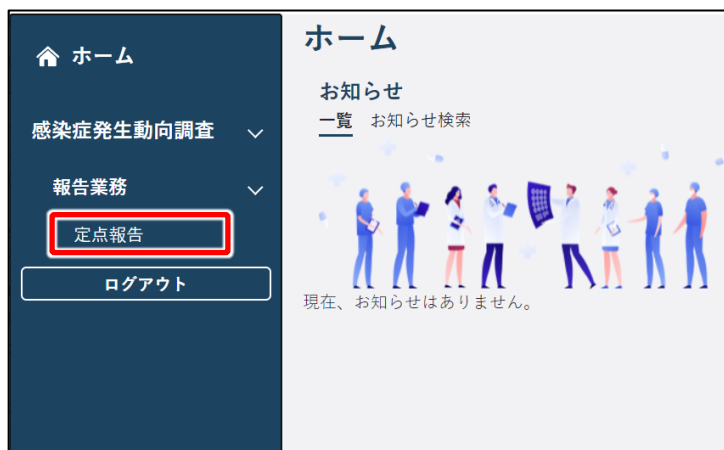 ホーム
感染症発生動向調査
報告業務
定点報告
ログアウト
ホーム
お知らせ
一覧 お知らせ検索
現在、お知らせはありません。